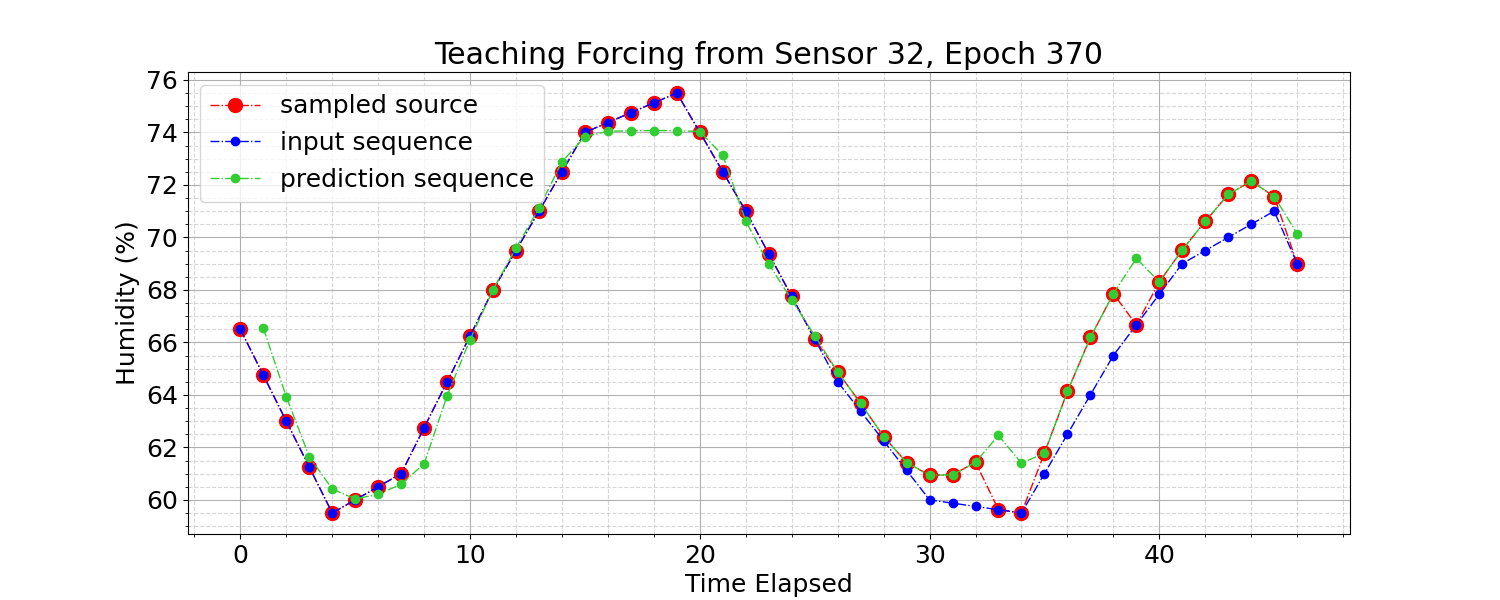 Teaching Forcing from Sensor 32, Epoch 370
sampled source
input sequence
prediction sequence
Humidity (%)
76
74
72
70
68
66
64
62
60
0 10 20 30 40
Time Elapsed